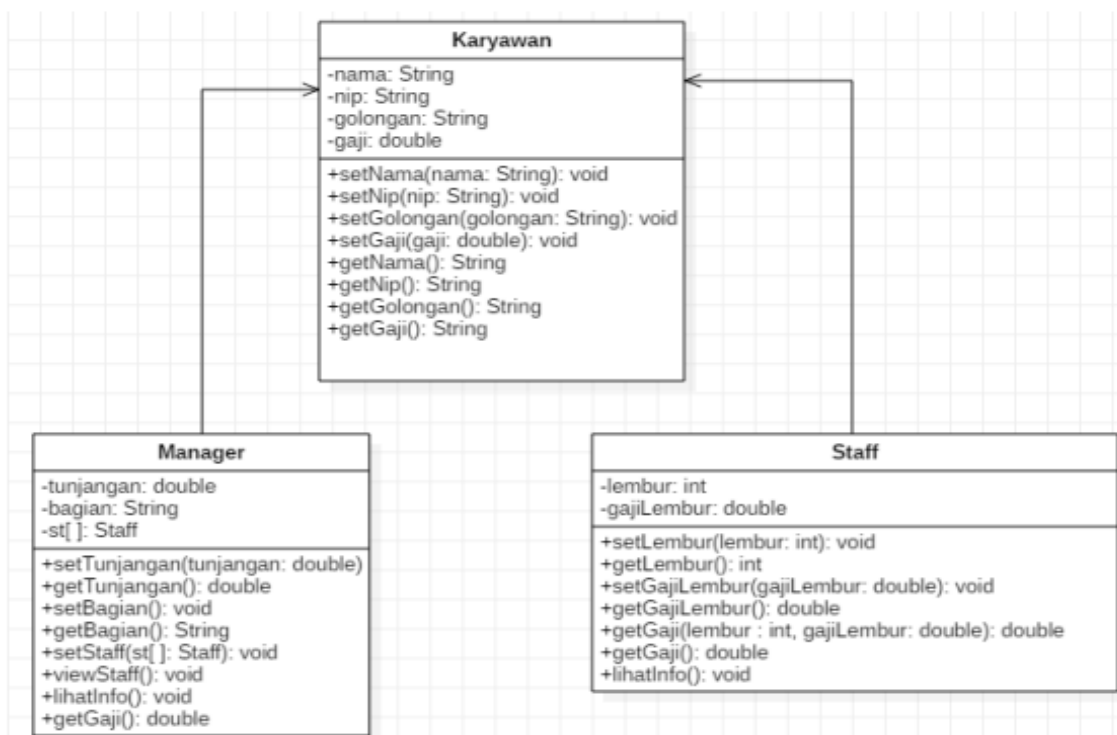 Karyawan
-nama: String
-nip: String
-golongan: String
-gaji: double
+setNama(nama: String): void
+setNip(nip: String): void
+setGolongan(golongan: String): void
+setGaji(gaji: double): void
+getNama(): String
+getNip(): String
+getGolongan(): String
+getGaji(): String
Manager
-tunjangan: double
-bagian: String
-st[ ]: Staff
+setTunjangan(tunjangan: double)
+getTunjangan(): double
+setBagian(): void
+getBagian(): String
+setStaff(st[ ]: Staff): void
+viewStaff(): void
+lihatInfo(): void
+getGaji(): double
Staff
-lembur: int
-gajiLembur: double
+setLembur(lembur: int): void
+getLembur(): int
+setGajiLembur(gajiLembur: double): void
+getGajiLembur(): double
+getGaji(lembur : int, gajiLembur: double): double
+getGaji(): double
+lihatInfo(): void